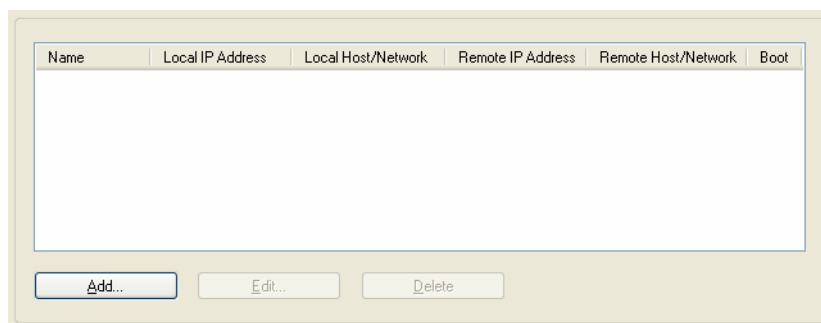 Name Local IP Address Local Host/Network Remote IP Address Remote Host/Network Boot
Add... Edit... Delete